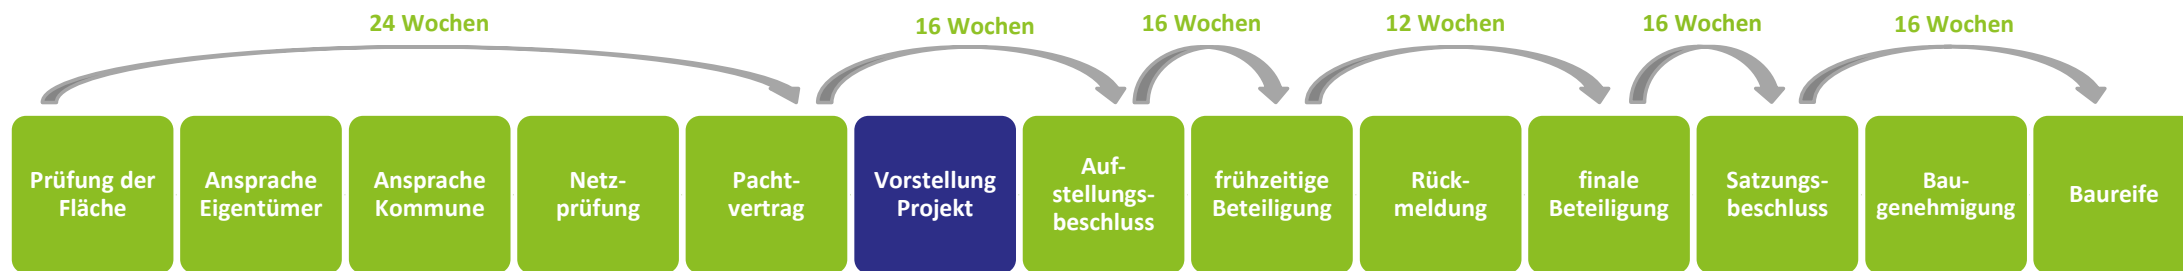 24 Wochen
16 Wochen
16 Wochen
12 Wochen
16 Wochen
16 Wochen
Prüfung der
Fläche
Ansprache
Eigentümer
Ansprache
Kommune
Netz-
prüfung
Pacht-
vertrag
Vorstellung
Projekt
Auf-
stellungs-
beschluss
frühzeitige
Beteiligung
Rück-
meldung
finale
Beteiligung
Satzungs-
beschluss
Bau-
genehmigung
Baureife